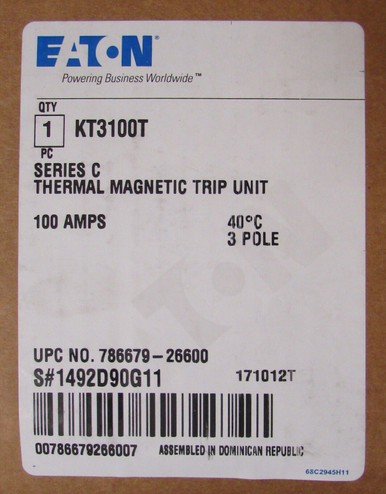 EATON
Powering Business Worldwide™
QTY
1 KT3100T
PC
SERIES C
THERMAL MAGNETIC TRIP UNIT
100 AMPS 40°C
3 POLE
EATON
UPC NO. 786679-26600
S#1492D90G11 171012T
00786679266007 ASSEMBLED IN DOMINICAN REPUBLIC
68C2945H11